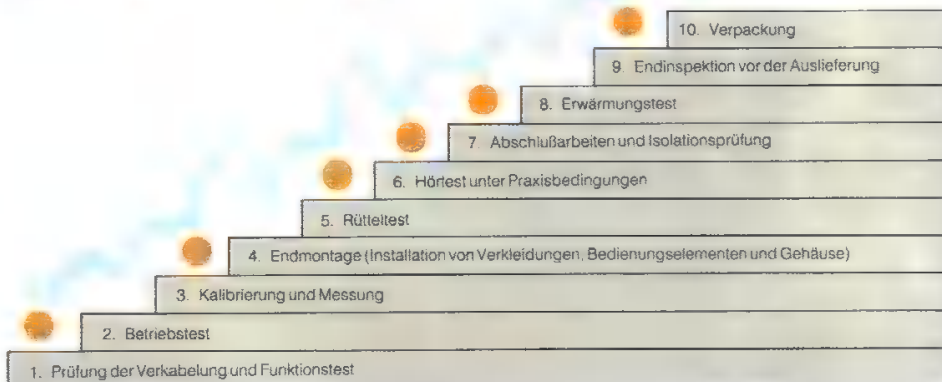 10. Verpackung
9. Endinspektion vor der Auslieferung
8. Erwärmungstest
7. Abschlußarbeiten und Isolationsprüfung
6. Hörtest unter Praxisbedingungen
5. Rütteltest
4. Endmontage (Installation von Verkleidungen, Bedienungselementen und Gehäuse)
3. Kalibrierung und Messung
2. Betriebstest
1. Prüfung der Verkabelung und Funktionstest